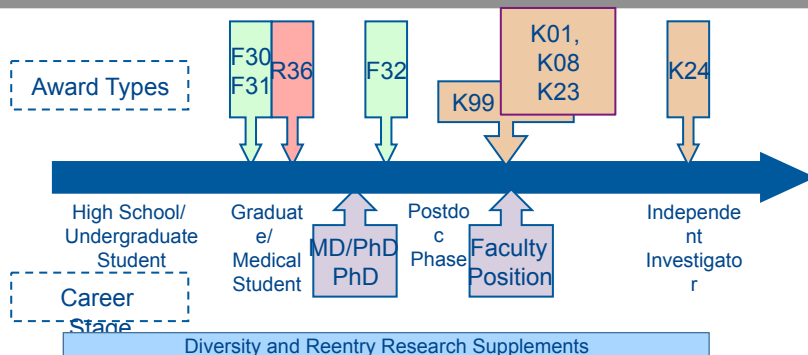 F30
F31
R36
F32
K01,
K08
K23
K99
K24
Award Types
High School/
Undergraduate
Student
Graduat
e/
Medical
Student
MD/PhD
PhD
Postdo
c
Phase
Faculty
Position
Independe
nt
Investigato
r
Career
Stage
Diversity and Reentry Research Supplements